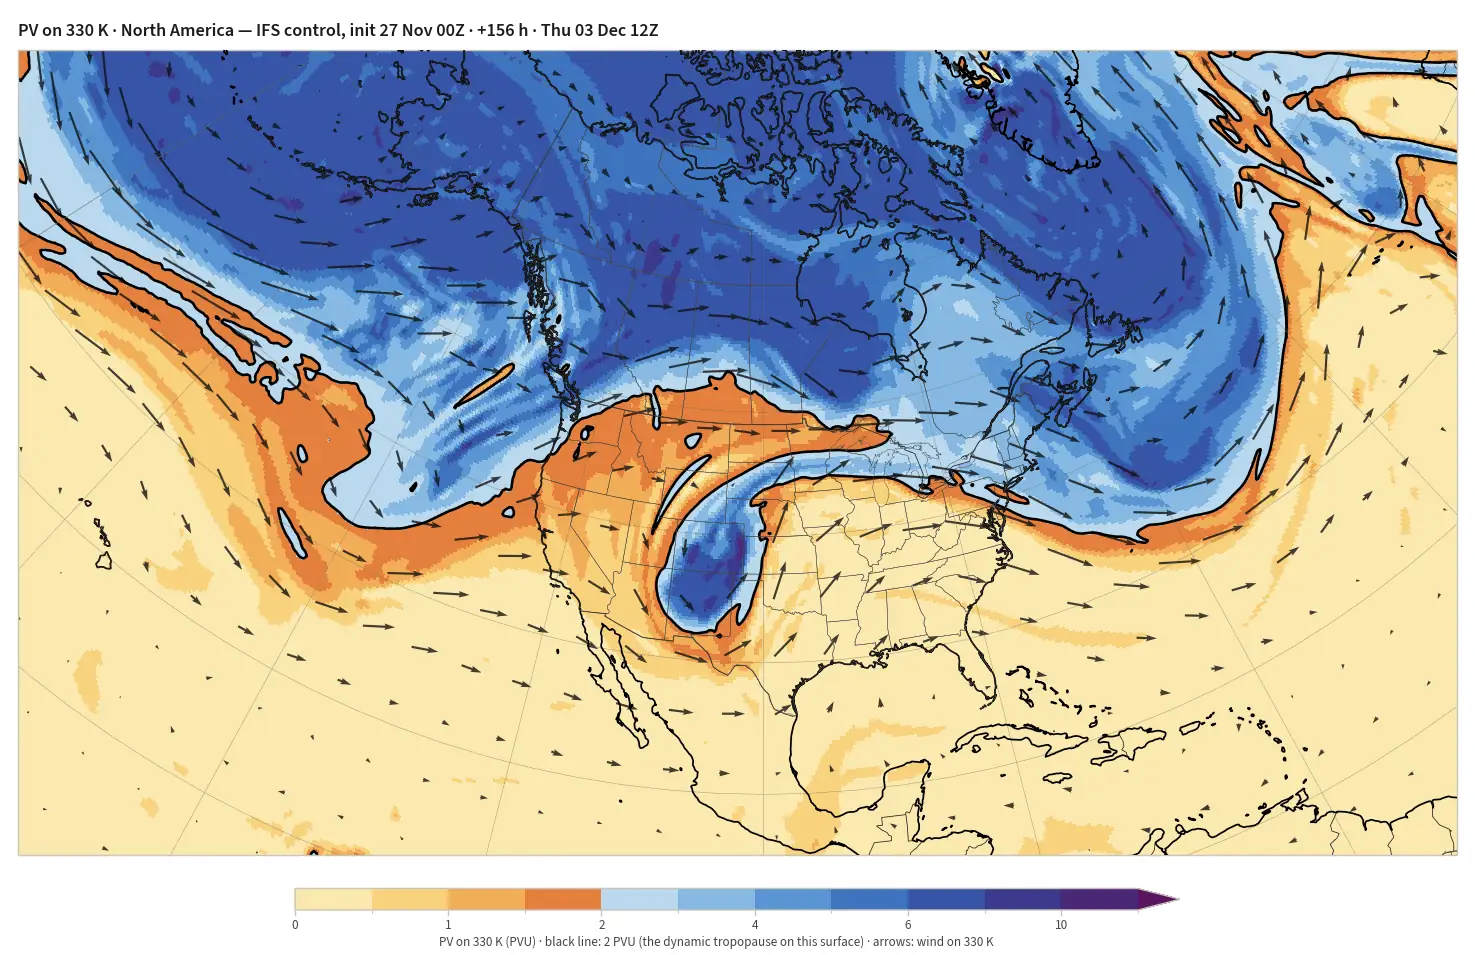 PV on 330 K · North America — IFS control, init 27 Nov 00Z · +156 h · Thu 03 Dec 12Z
0 1 2 4 6 10
PV on 330 K (PVU) · black line: 2 PVU (the dynamic tropopause on this surface) · arrows: wind on 330 K